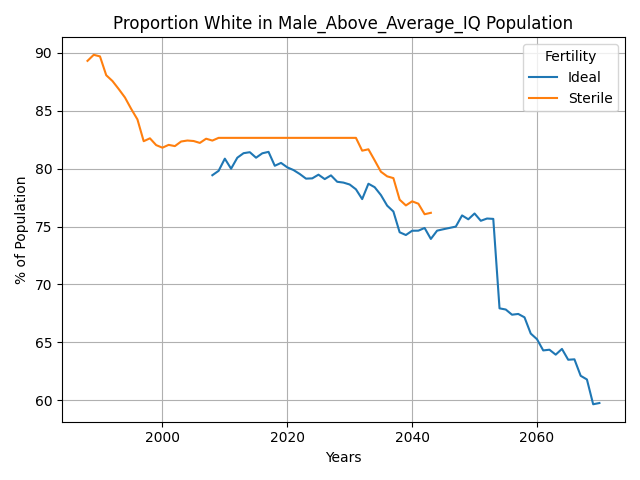 Proportion White in Male_Above_Average_IQ Population
% of Population
90
85
80
75
70
65
60
Fertility
Ideal
Sterile
2000
2020
2040
2060
Years